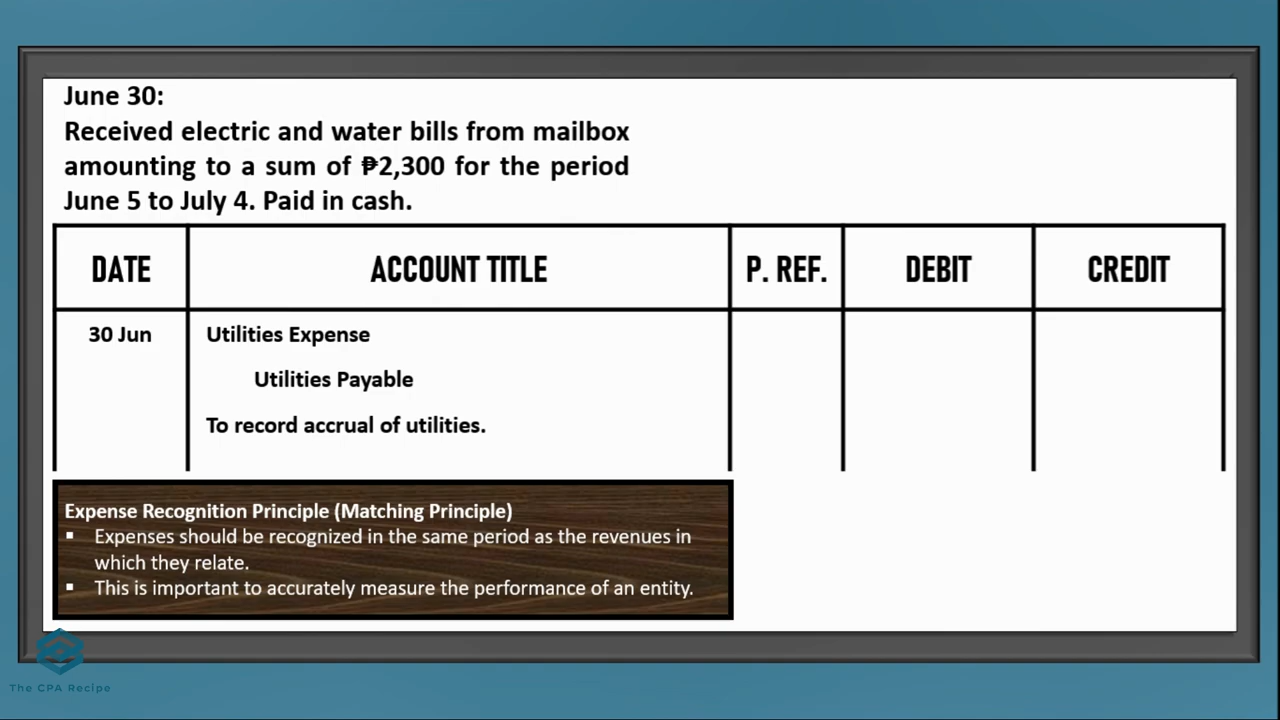 June 30:
Received electric and water bills from mailbox
amounting to a sum of ₱2,300 for the period
June 5 to July 4. Paid in cash.
DATE ACCOUNT TITLE P. REF. DEBIT CREDIT
30 Jun Utilities Expense
Utilities Payable
To record accrual of utilities.
Expense Recognition Principle (Matching Principle)
▪ Expenses should be recognized in the same period as the revenues in
which they relate.
▪ This is important to accurately measure the performance of an entity.
The CPA Recipe